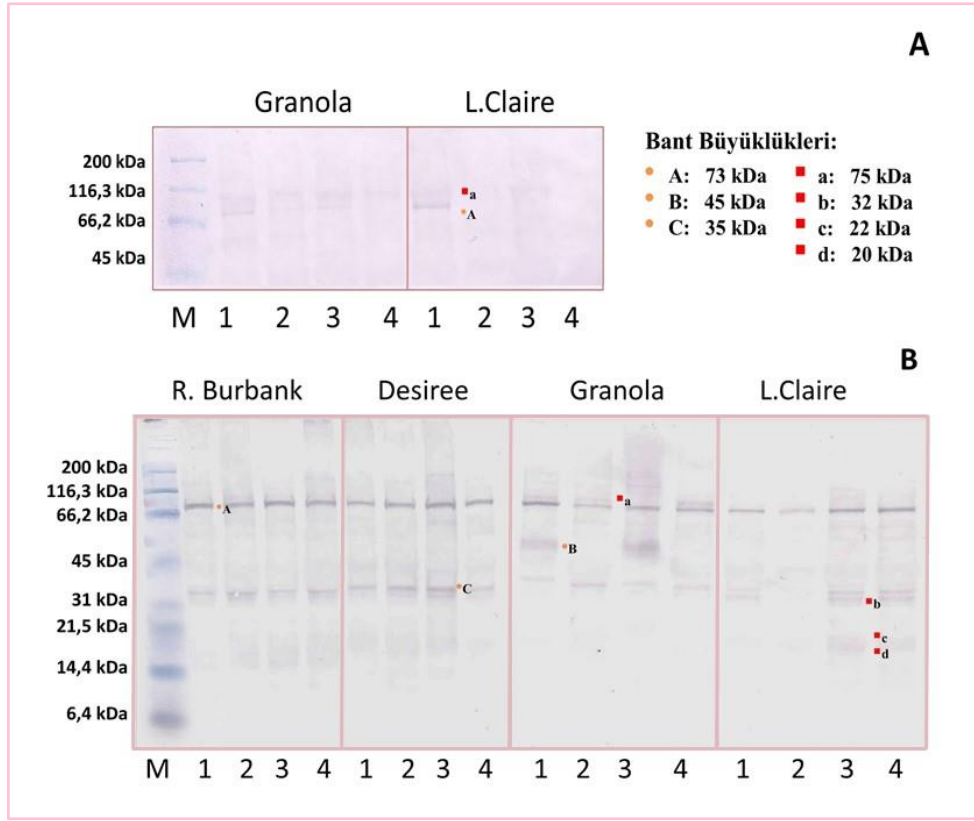 A
Granola L.Claire
200 kDa
116,3 kDa
66,2 kDa
45 kDa
a
A
M 1 2 3 4 1 2 3 4
Bant Büyüklükleri:
A: 73 kDa a: 75 kDa
B: 45 kDa b: 32 kDa
C: 35 kDa c: 22 kDa
d: 20 kDa
B
R. Burbank Desiree Granola L.Claire
200 kDa
116,3 kDa
66,2 kDa
45 kDa
31 kDa
21,5 kDa
14,4 kDa
6,4 kDa
A
C
B
a
b
c
d
M 1 2 3 4 1 2 3 4 1 2 3 4 1 2 3 4